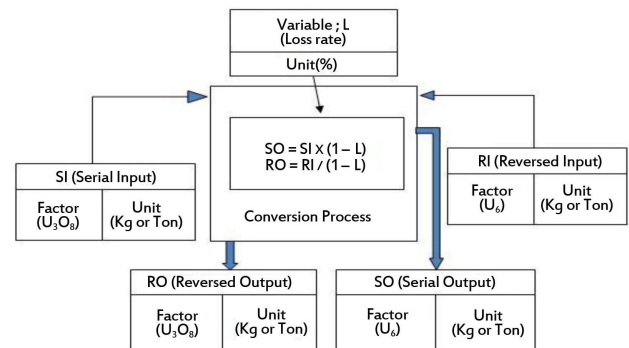 Variable ; L
(Loss rate)
Unit(%)
SO = SI X (1 – L)
RO = RI / (1 – L)
Conversion Process
SI (Serial Input)
Factor
(U₃O₈)
Unit
(Kg or Ton)
RI (Reversed Input)
Factor
(U₆)
Unit
(Kg or Ton)
RO (Reversed Output)
Factor
(U₃O₈)
Unit
(Kg or Ton)
SO (Serial Output)
Factor
(U₆)
Unit
(Kg or Ton)